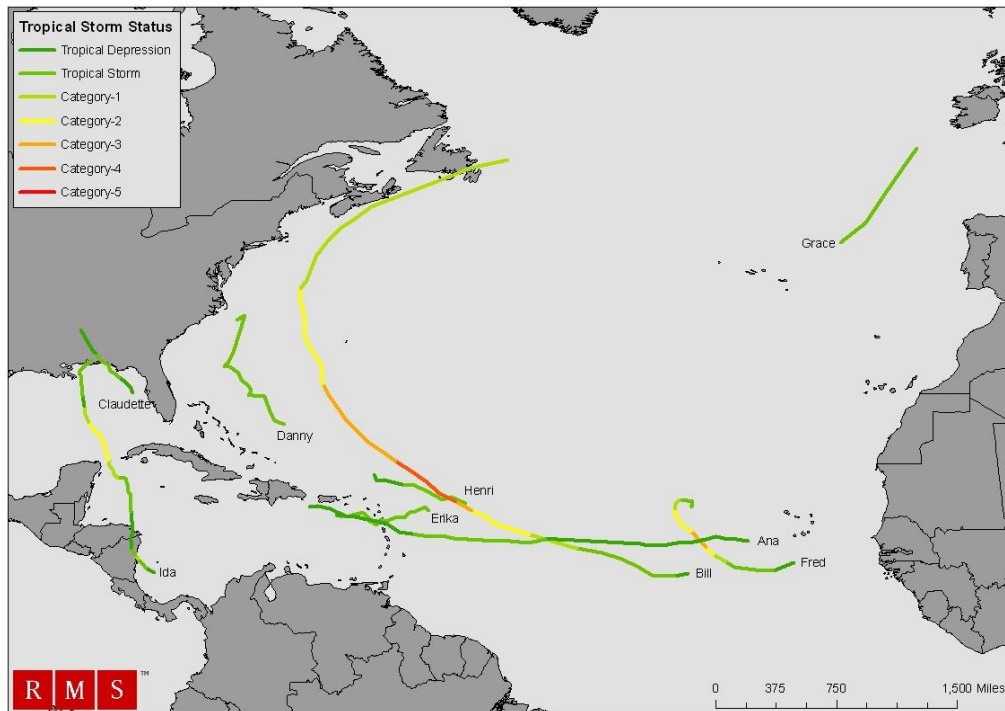 Tropical Storm Status
Tropical Depression
Tropical Storm
Category-1
Category-2
Category-3
Category-4
Category-5
Grace
Claudette
Danny
Henri
Erika
Ana
Ida
Bill
Fred
RMS™
0 375 750 1,500 Miles